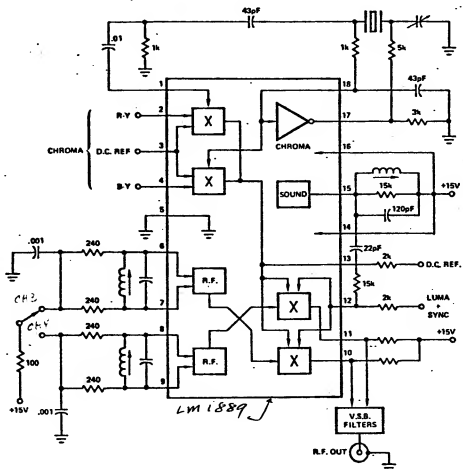 43pF
.01
1k
1k
5k
1
18
43pF
2
R-Y
X
CHROMA
17
3k
CHROMA
3
D.C. REF
16
X
SOUND
15
15k
+15V
4
B-Y
5
120pF
14
.001
240
6
22pF
13
2k
D.C. REF.
R.F.
15k
CH3
240
7
X
12
2k
LUMA
+
SYNC
CH4
240
8
11
R.F.
X
+15V
100
10
240
9
+15V
.001
LM1889
V.S.B.
FILTERS
R.F. OUT